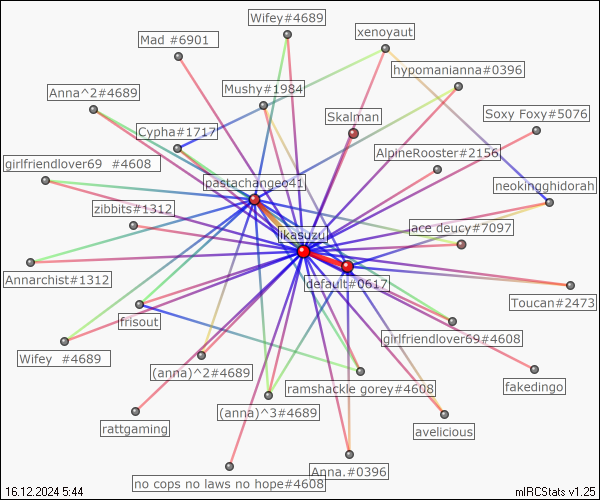 Wifey#4689
xenoyaut
Mad #6901
hypomanianna#0396
Anna^2#4689
Mushy#1984
Skalman
Soxy Foxy#5076
Cypha#1717
AlpineRooster#2156
girlfriendlover69 #4608
pastachangeo41
neokingghidorah
zibbits#1312
ace deucy#7097
ikasuzu
Annarchist#1312
default#0617
Toucan#2473
frisout
girlfriendlover69#4608
Wifey #4689
(anna)^2#4689
ramshackle gorey#4608
fakedingo
(anna)^3#4689
rattgaming
avelicious
Anna.#0396
no cops no laws no hope#4608
16.12.2024 5:44
mIRCStats v1.25